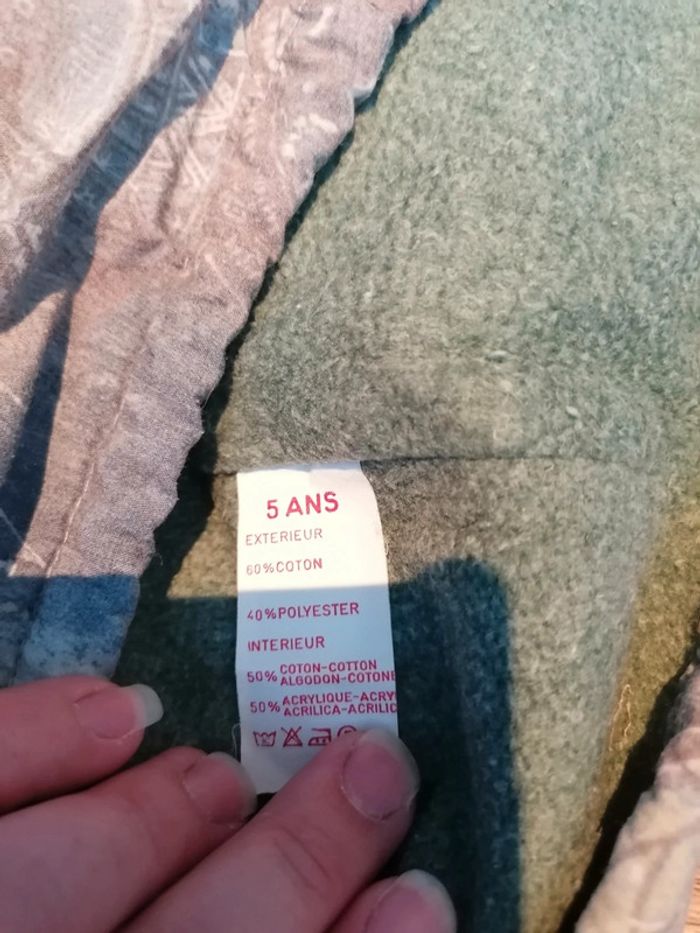 5 ANS
EXTERIEUR
60%COTON
40%POLYESTER
INTERIEUR
50% COTON-COTTON
ALGODON-COTONE
50% ACRYLIQUE-ACRY
ACRILICA-ACRILIC